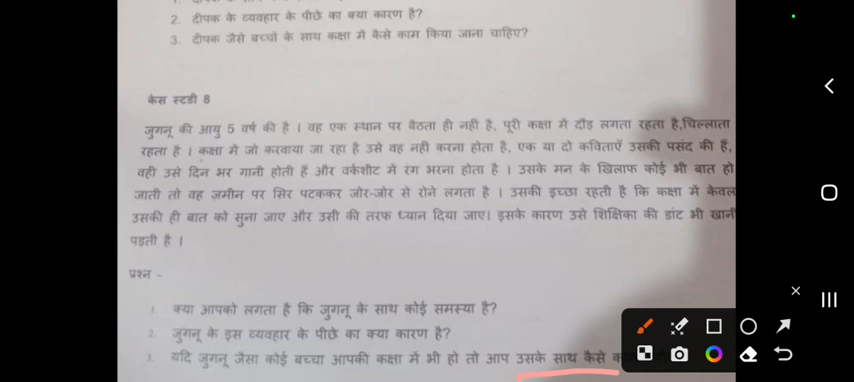 2. दीपक के व्यवहार के पीछे का क्या कारण है?
3. दीपक जैसे बच्चों के साथ कक्षा में कैसे काम किया जाना चाहिए?
केस स्टडी 8
जुगनू की आयु 5 वर्ष की है । वह एक स्थान पर बैठता ही नही है, पूरी कक्षा में दौड़ लगता रहता है,चिल्लाता
रहता है । कक्षा में जो करवाया जा रहा है उसे वह नही करना होता है, एक या दो कविताएँ उसकी पसंद की हैं,
वही उसे दिन भर गानी होती हैं और वर्कशीट में रंग भरना होता है । उसके मन के खिलाफ कोई भी बात हो
जाती तो वह ज़मीन पर सिर पटककर जोर-जोर से रोने लगता है । उसकी इच्छा रहती है कि कक्षा में केवल
उसकी ही बात को सुना जाए और उसी की तरफ ध्यान दिया जाए। इसके कारण उसे शिक्षिका की डांट भी खानी
पड़ती है ।
प्रश्न -
1. क्या आपको लगता है कि जुगनू के साथ कोई समस्या है?
2. जुगनू के इस व्यवहार के पीछे का क्या कारण है?
3. यदि जुगनू जैसा कोई बच्चा आपकी कक्षा में भी हो तो आप उसके साथ कैसे